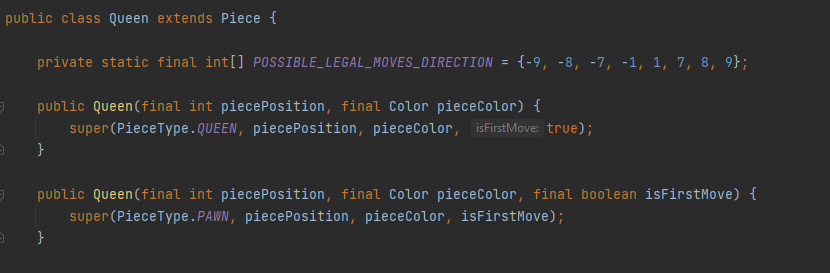 public class Queen extends Piece {
private static final int[] POSSIBLE_LEGAL_MOVES_DIRECTION = {-9, -8, -7, -1, 1, 7, 8, 9};
public Queen(final int piecePosition, final Color pieceColor) {
super(PieceType.QUEEN, piecePosition, pieceColor, isFirstMove: true);
}
public Queen(final int piecePosition, final Color pieceColor, final boolean isFirstMove) {
super(PieceType.PAWN, piecePosition, pieceColor, isFirstMove);
}